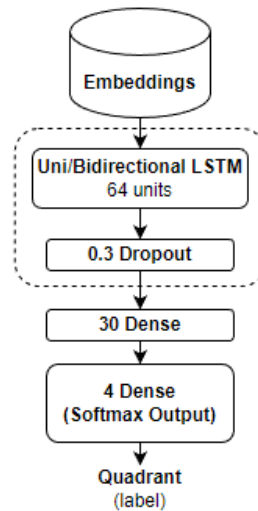 Embeddings
Uni/Bidirectional LSTM
64 units
0.3 Dropout
30 Dense
4 Dense
(Softmax Output)
Quadrant
(label)